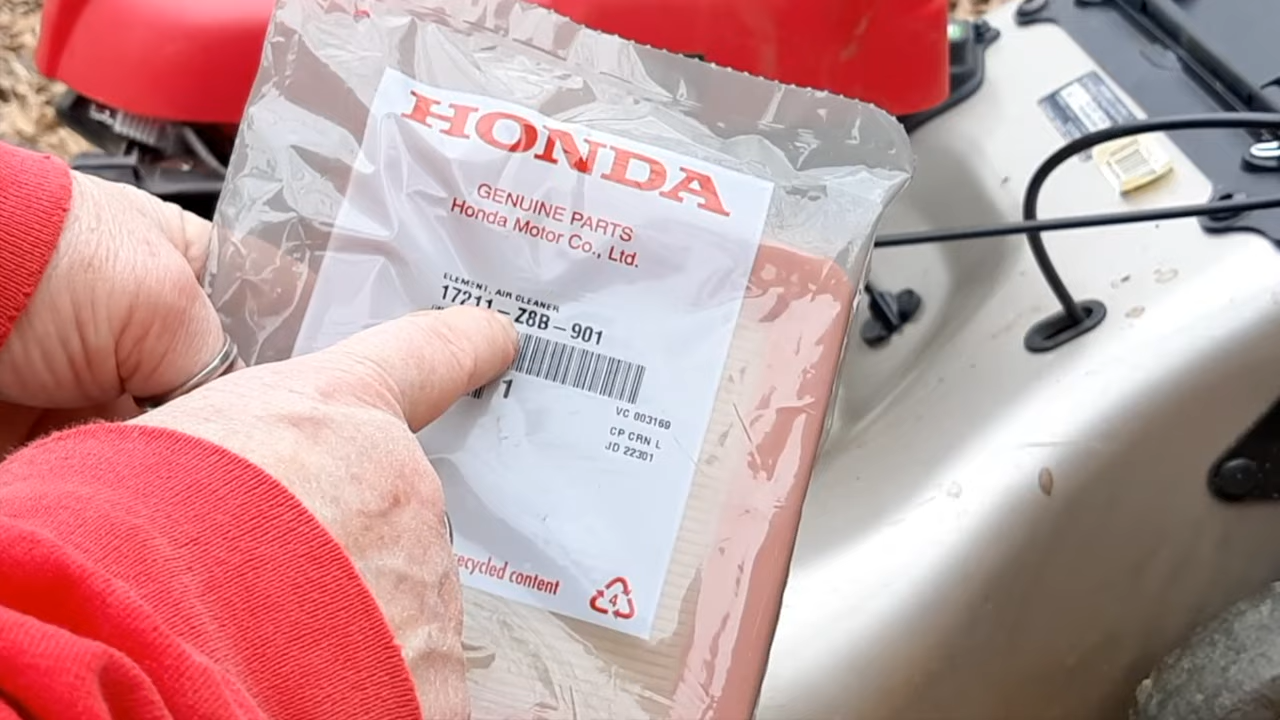 HONDA
GENUINE PARTS
Honda Motor Co., Ltd.
ELEMENT, AIR CLEANER
17211-Z8B-901
1
VC 003169
CP CRN L
JD 22301
recycled content
4